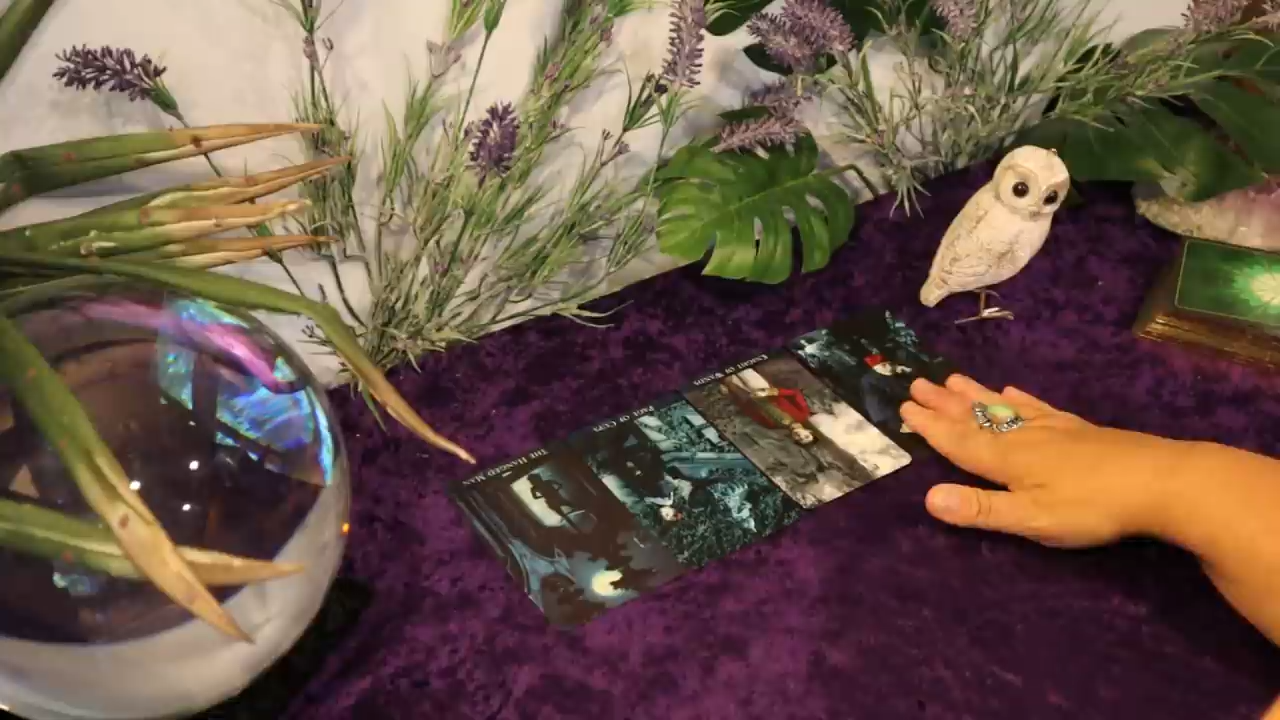 THE HANGED MAN
PAGE OF CUPS
KNIGHT OF WANDS